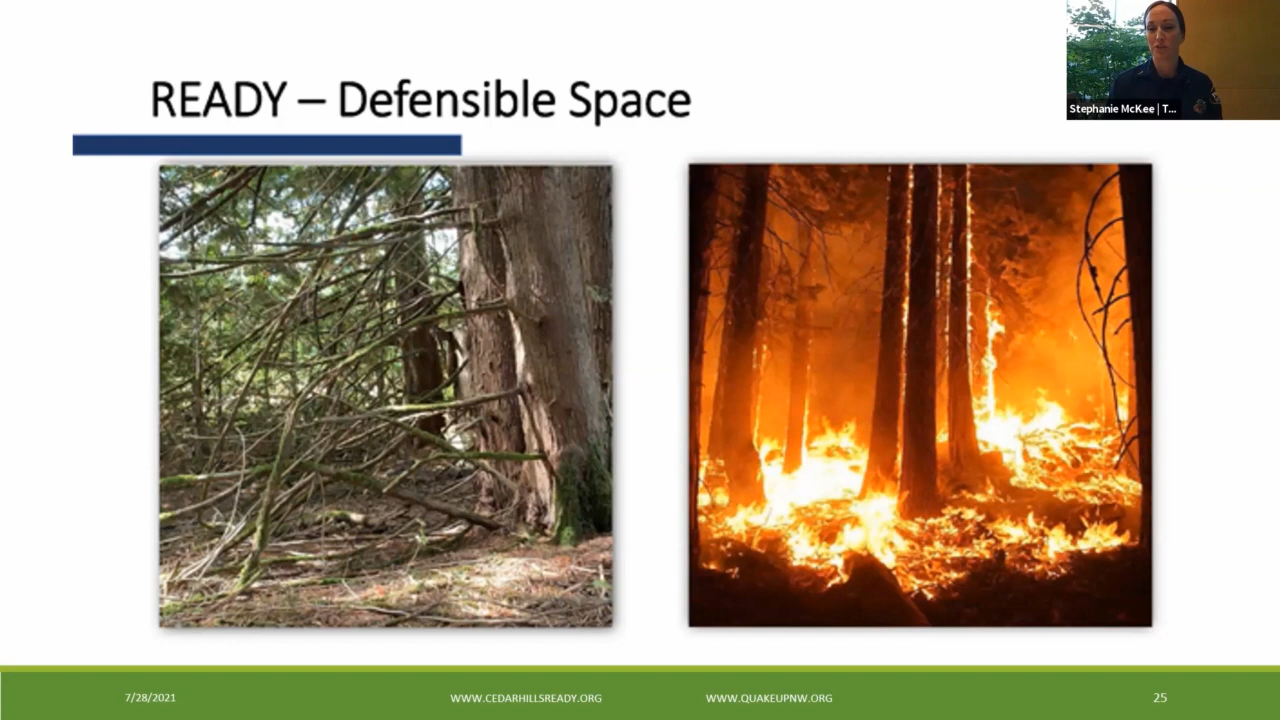 READY – Defensible Space
Stephanie McKee | T...
7/28/2021
WWW.CEDARHILLSREADY.ORG
WWW.QUAKEUPNW.ORG
25